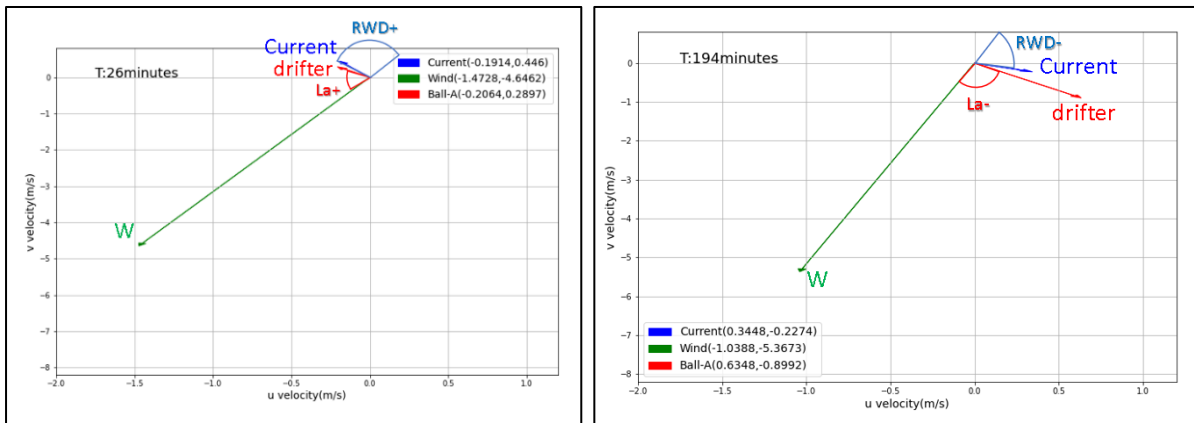 RWD+
Current
drifter
La+
T:26minutes
Current(-0.1914,0.446)
Wind(-1.4728,-4.6462)
Ball-A(-0.2064,0.2897)
W
v velocity(m/s)
0
−1
−2
−3
−4
−5
−6
−7
−8
−2.0
−1.5
−1.0
−0.5
0.0
0.5
1.0
u velocity(m/s)
T:194minutes
RWD-
Current
La-
drifter
W
Current(0.3448,-0.2274)
Wind(-1.0388,-5.3673)
Ball-A(0.6348,-0.8992)
v velocity(m/s)
0
−1
−2
−3
−4
−5
−6
−7
−8
−2.0
−1.5
−1.0
−0.5
0.0
0.5
1.0
u velocity(m/s)